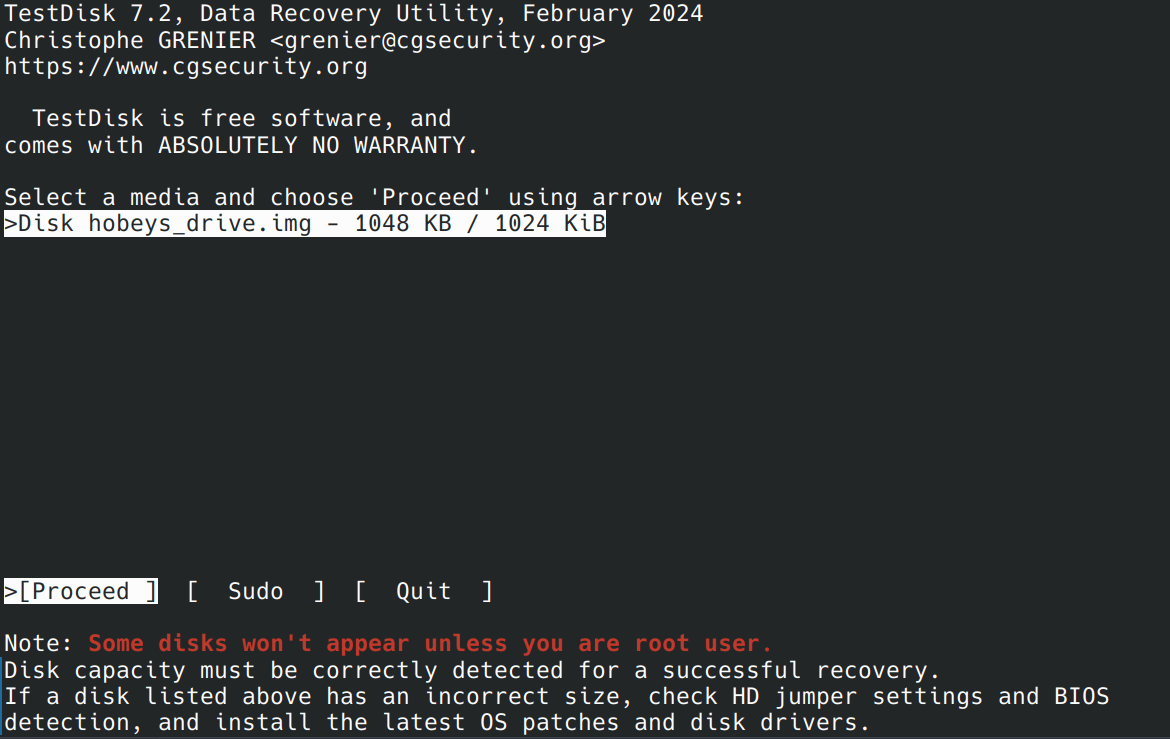 TestDisk 7.2, Data Recovery Utility, February 2024
Christophe GRENIER <grenier@cgsecurity.org>
https://www.cgsecurity.org
TestDisk is free software, and
comes with ABSOLUTELY NO WARRANTY.
Select a media and choose 'Proceed' using arrow keys:
>Disk hobeys_drive.img - 1048 KB / 1024 KiB
>[Proceed ]  [  Sudo  ]  [  Quit  ]
Note: Some disks won't appear unless you are root user.
Disk capacity must be correctly detected for a successful recovery.
If a disk listed above has an incorrect size, check HD jumper settings and BIOS
detection, and install the latest OS patches and disk drivers.